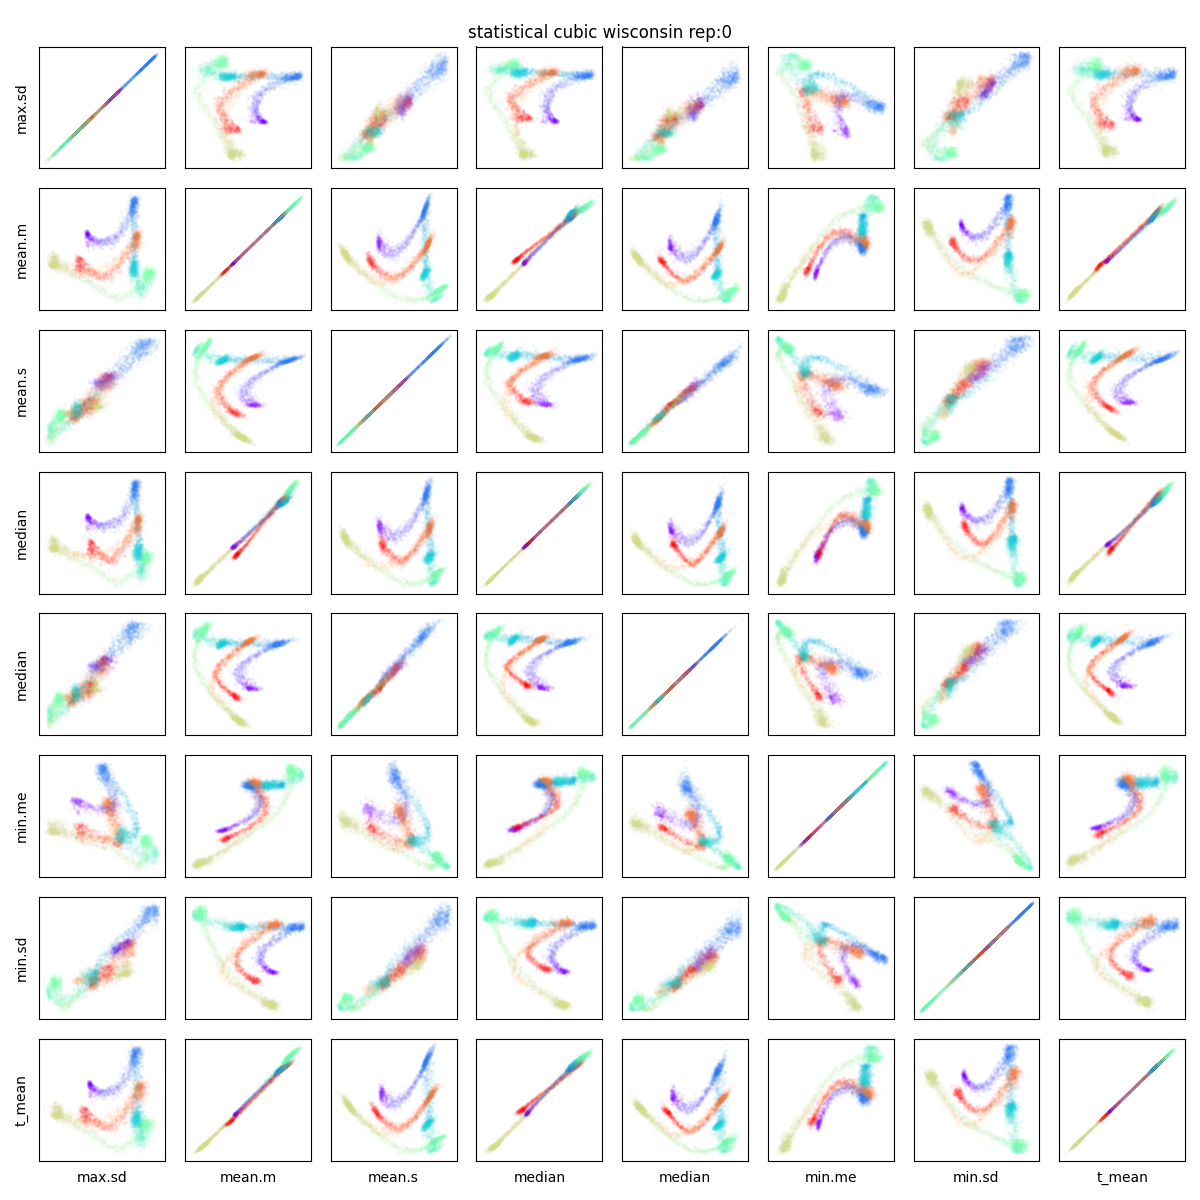 statistical cubic wisconsin rep:0
max.sd
mean.m
mean.s
median
median
min.me
min.sd
t_mean
max.sd mean.m mean.s median median min.me min.sd t_mean